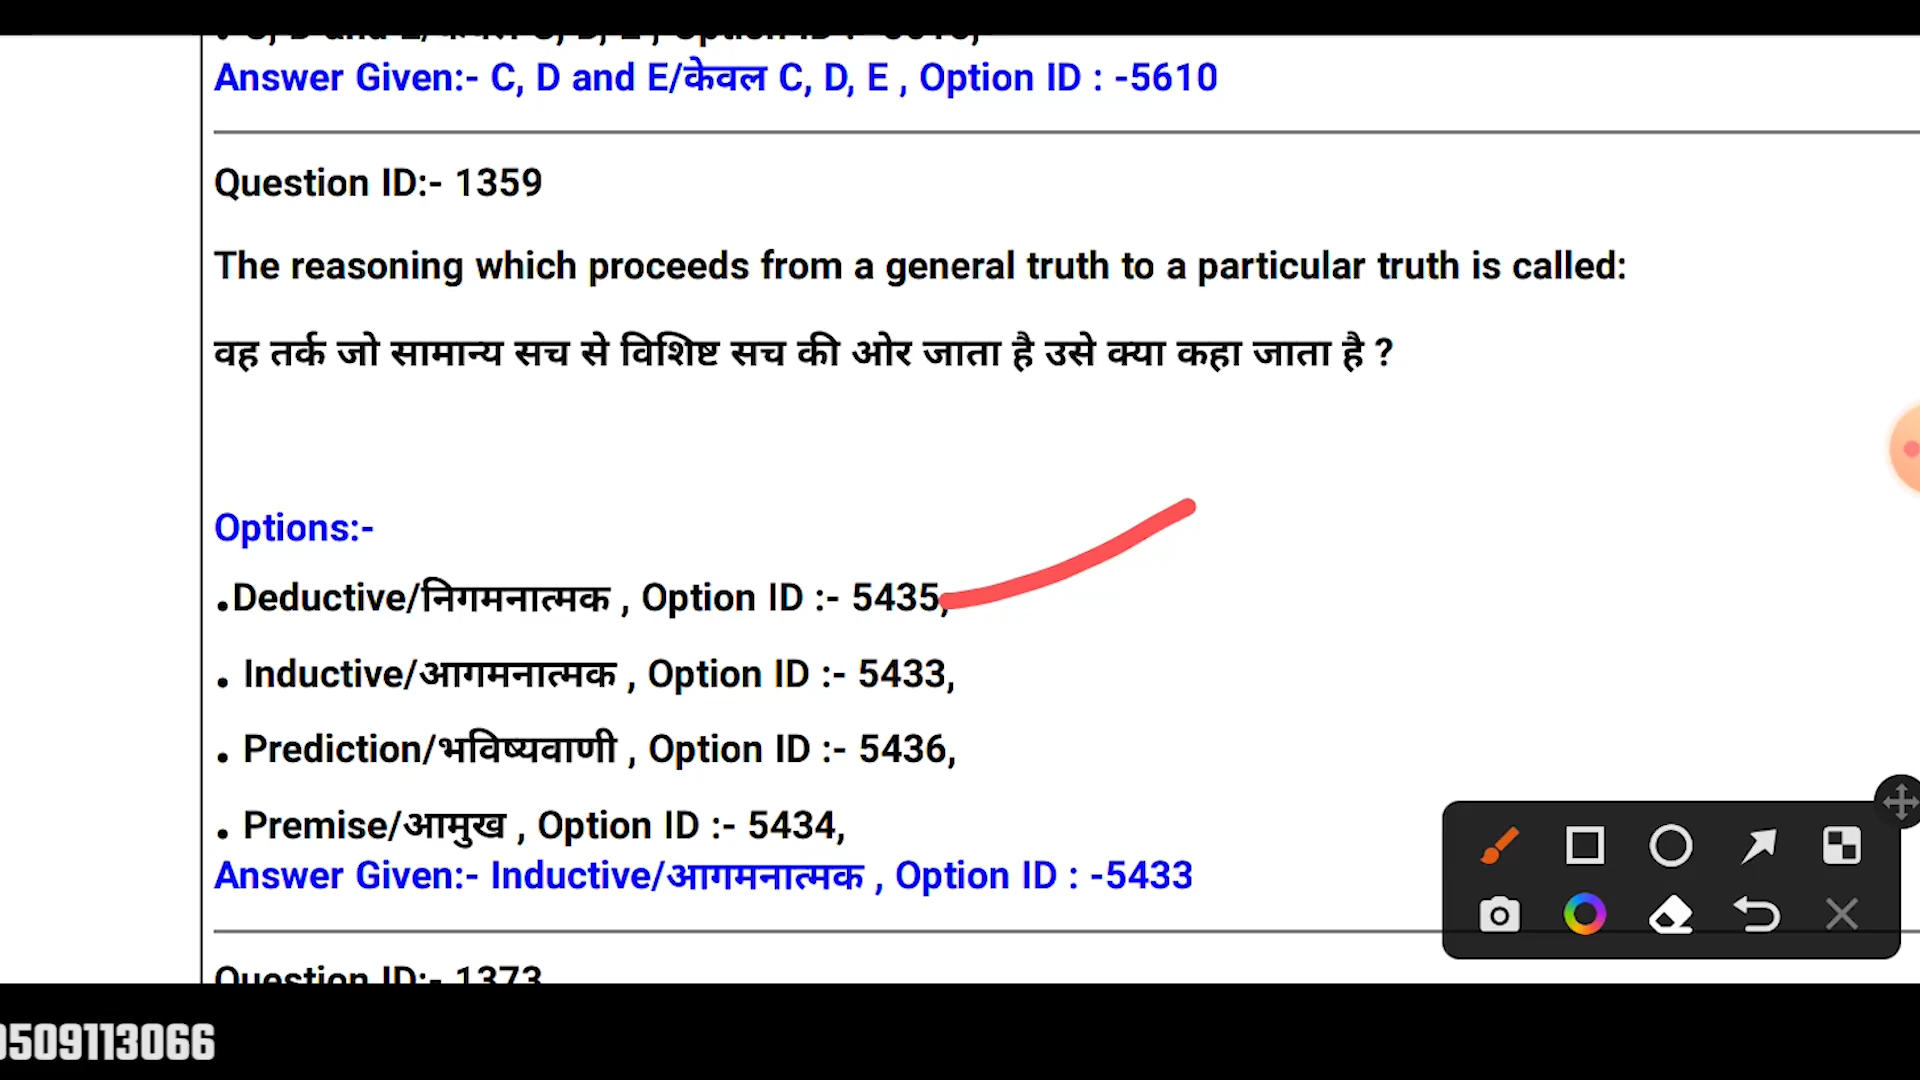 Answer Given:- C, D and E/केवल C, D, E , Option ID : -5610
Question ID:- 1359
The reasoning which proceeds from a general truth to a particular truth is called:
वह तर्क जो सामान्य सच से विशिष्ट सच की ओर जाता है उसे क्या कहा जाता है ?
Options:-
.Deductive/निगमनात्मक , Option ID :- 5435,
. Inductive/आगमनात्मक , Option ID :- 5433,
. Prediction/भविष्यवाणी , Option ID :- 5436,
. Premise/आमुख , Option ID :- 5434,
Answer Given:- Inductive/आगमनात्मक , Option ID : -5433
Question ID:- 1373
509113066